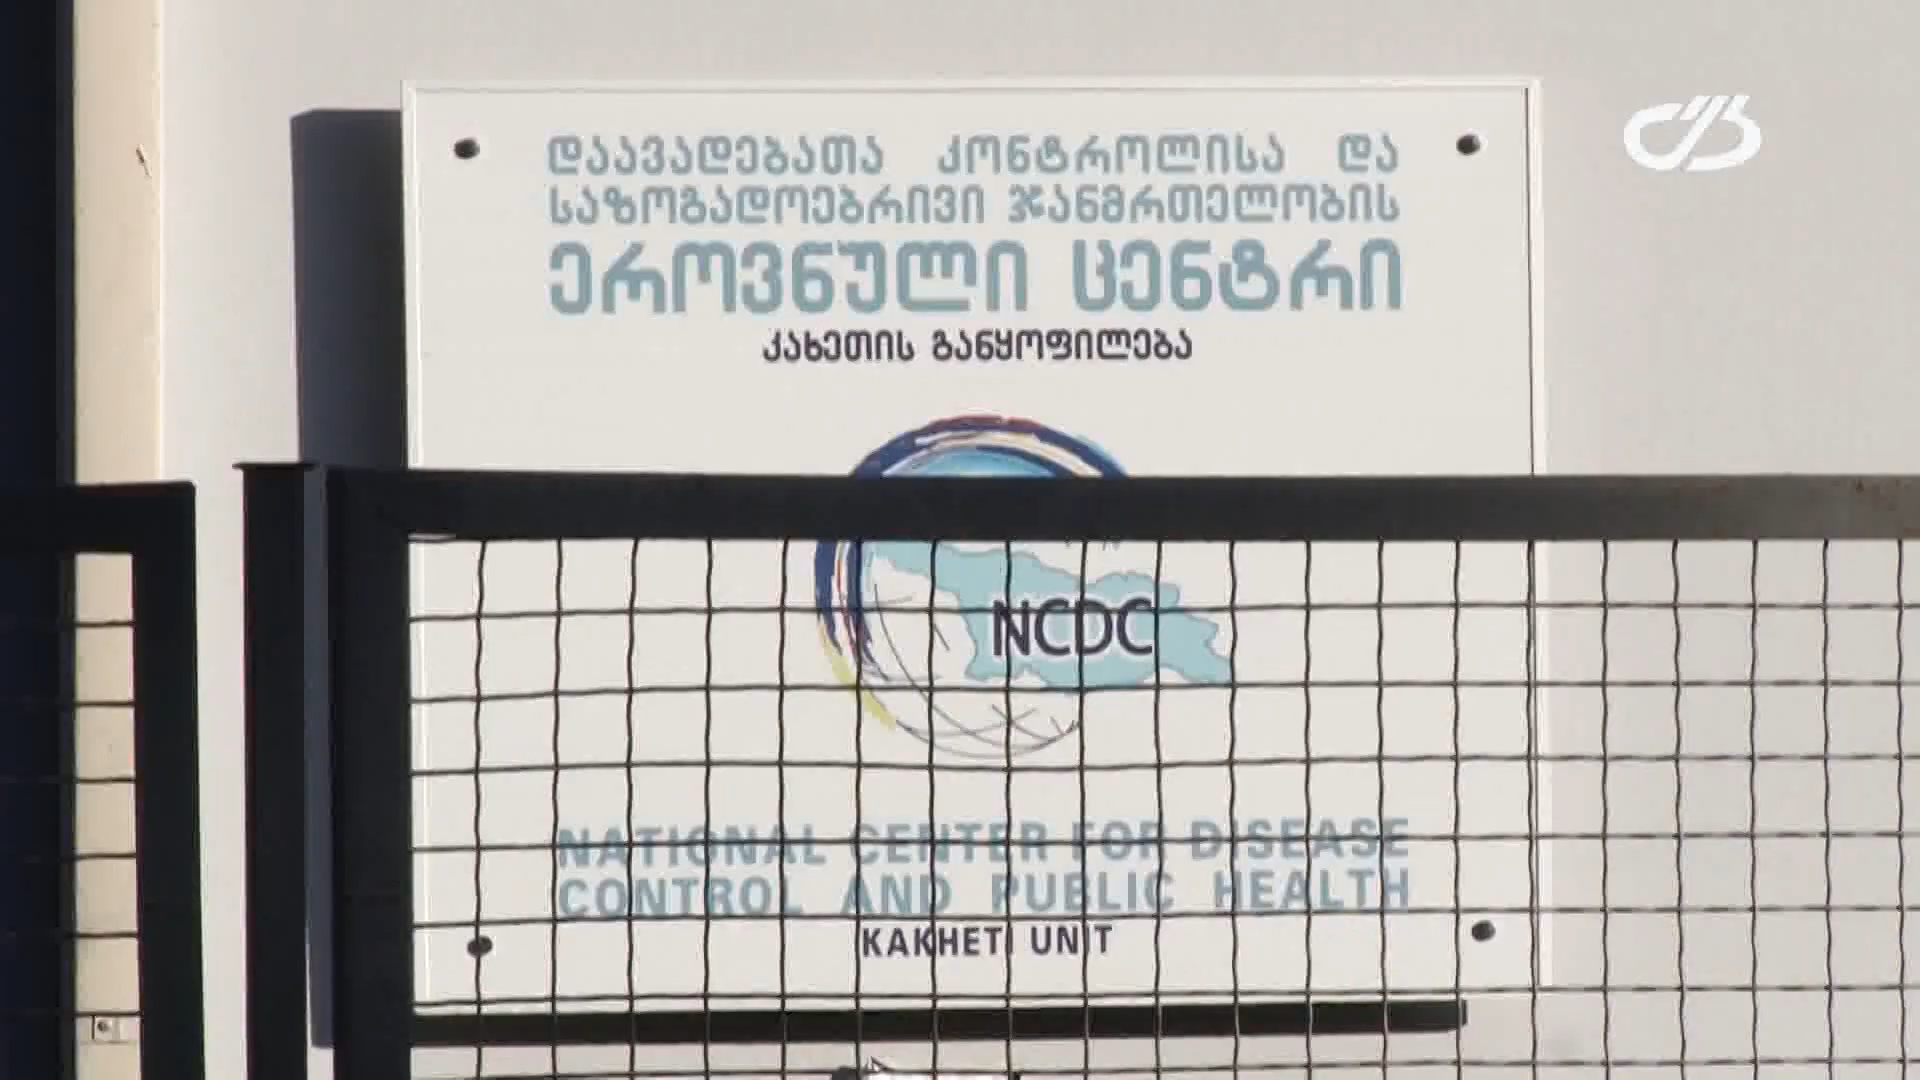 დაავადებათა კონტროლისა და
საზოგადოებრივი ჯანმრთელობის
ეროვნული ცენტრი
კახეთის განყოფილება
NCDC
NATIONAL CENTER FOR DISEASE
CONTROL AND PUBLIC HEALTH
KAKHETI UNIT